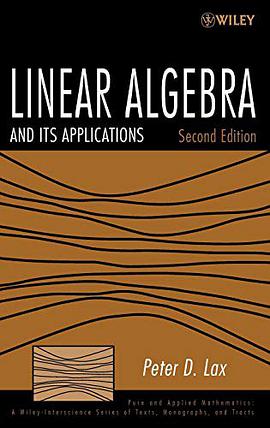 WILEY
LINEAR ALGEBRA
AND ITS APPLICATIONS
Second Edition
Peter D. Lax
Pure and Applied Mathematics:
A Wiley-Interscience Series of Texts, Monographs, and Tracts